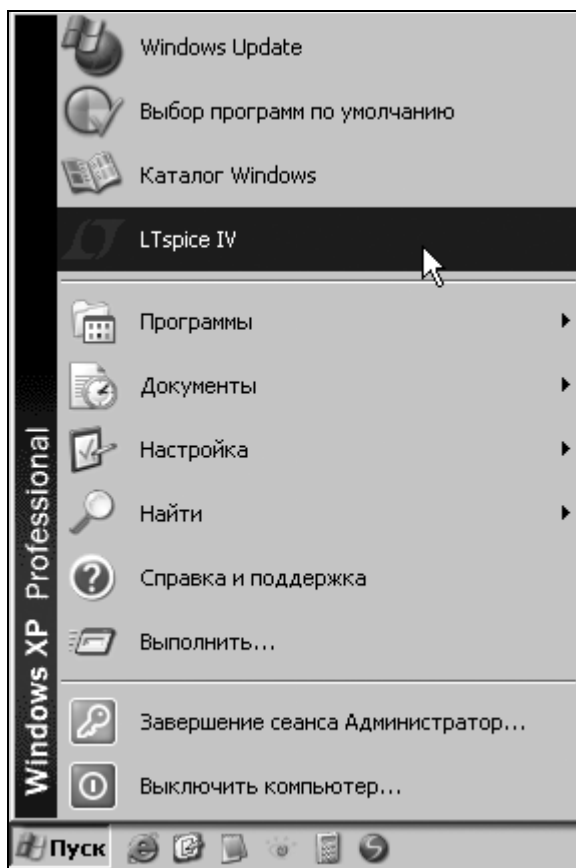 Windows Update
Выбор программ по умолчанию
Каталог Windows
LTspice IV
Программы
Документы
Настройка
Найти
Справка и поддержка
Выполнить...
Завершение сеанса Администратор...
Выключить компьютер...
Windows XP Professional
Пуск